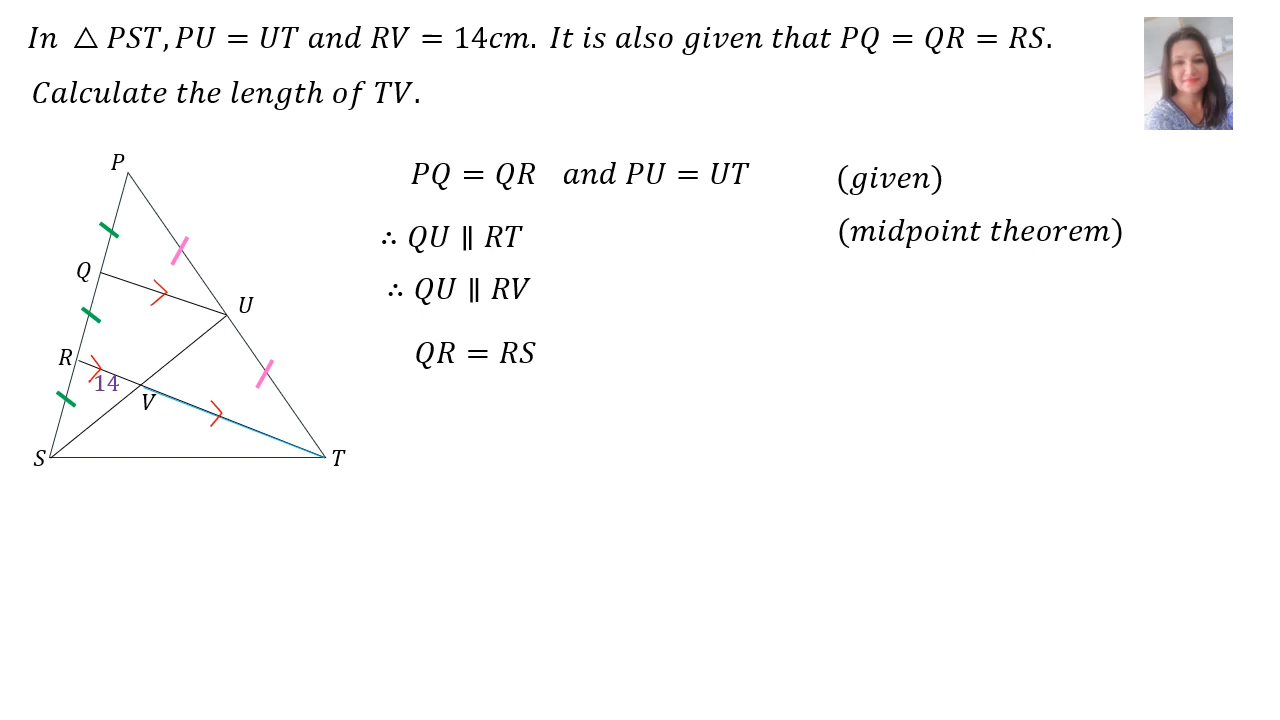 In △ PST, PU = UT and RV = 14cm. It is also given that PQ = QR = RS.
Calculate the length of TV.
P
PQ = QR and PU = UT (given)
∴ QU ∥ RT (midpoint theorem)
Q
∴ QU ∥ RV
U
R
QR = RS
14
V
S
T